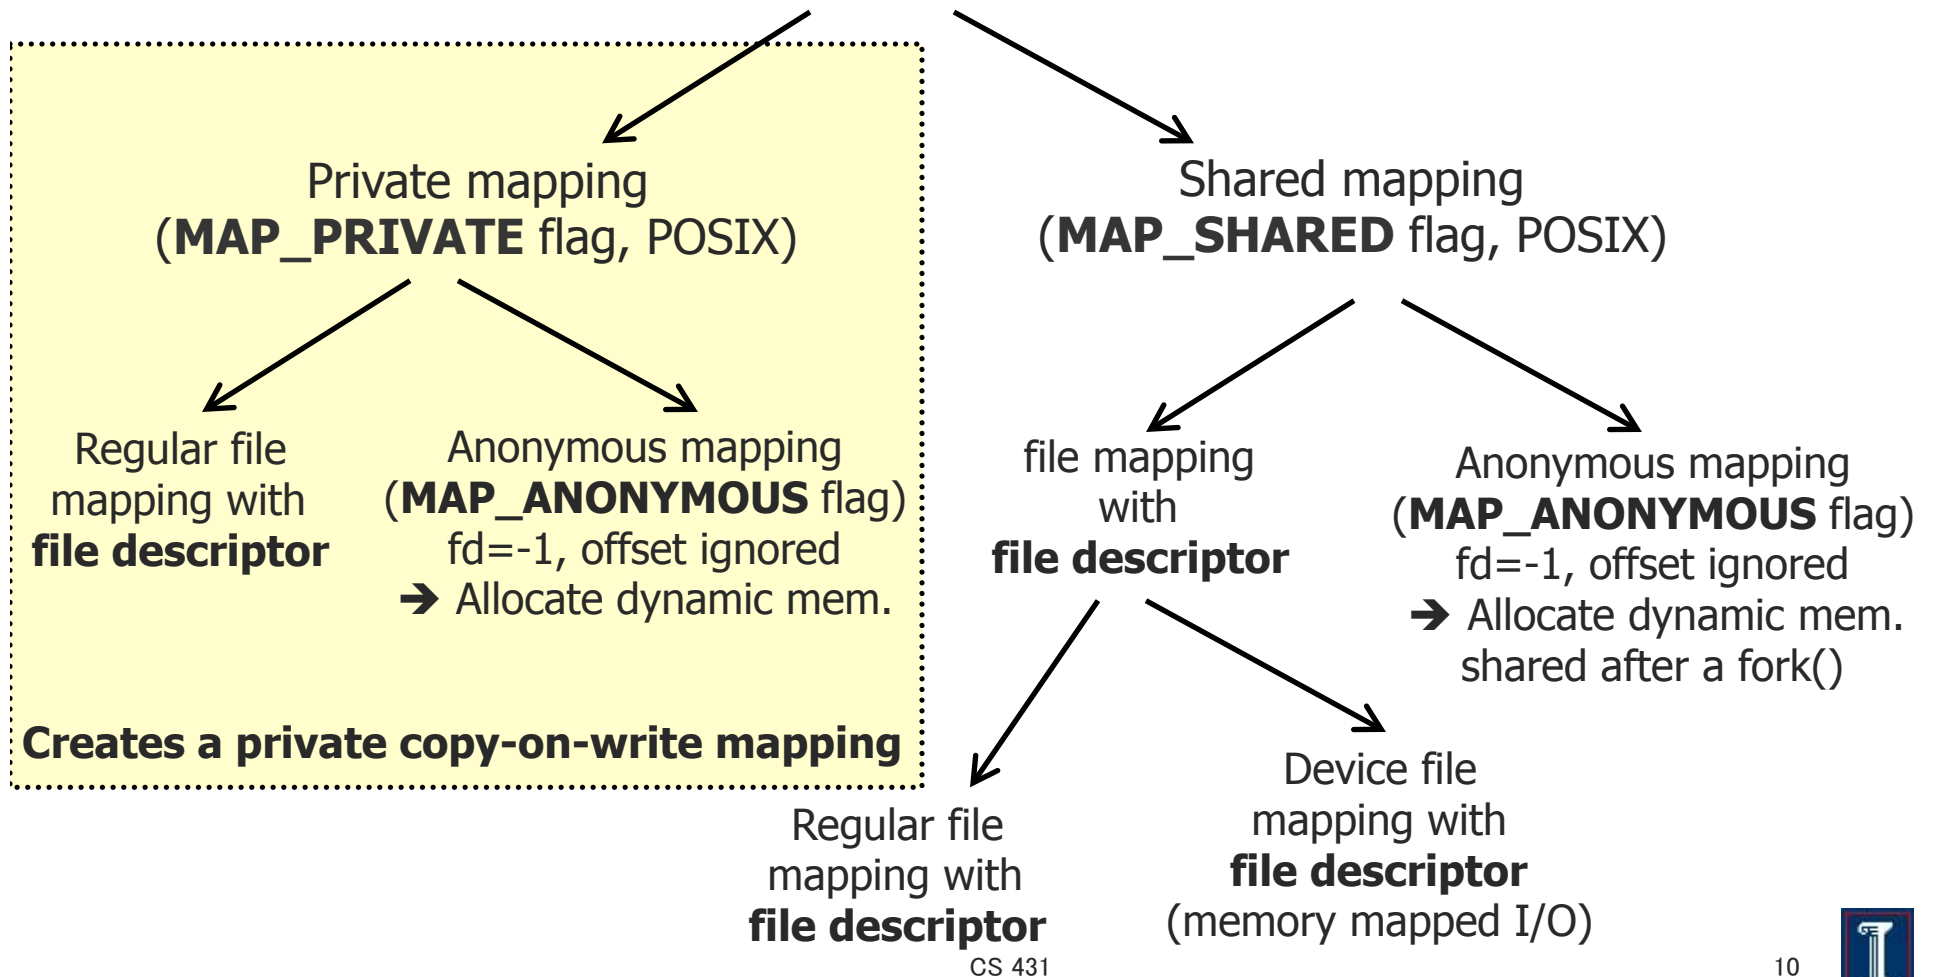 Private mapping
(MAP_PRIVATE flag, POSIX)
Shared mapping
(MAP_SHARED flag, POSIX)
Regular file
mapping with
file descriptor
Anonymous mapping
(MAP_ANONYMOUS flag)
fd=-1, offset ignored
➔ Allocate dynamic mem.
Creates a private copy-on-write mapping
file mapping
with
file descriptor
Anonymous mapping
(MAP_ANONYMOUS flag)
fd=-1, offset ignored
➔ Allocate dynamic mem.
shared after a fork()
Regular file
mapping with
file descriptor
Device file
mapping with
file descriptor
(memory mapped I/O)
CS 431
10